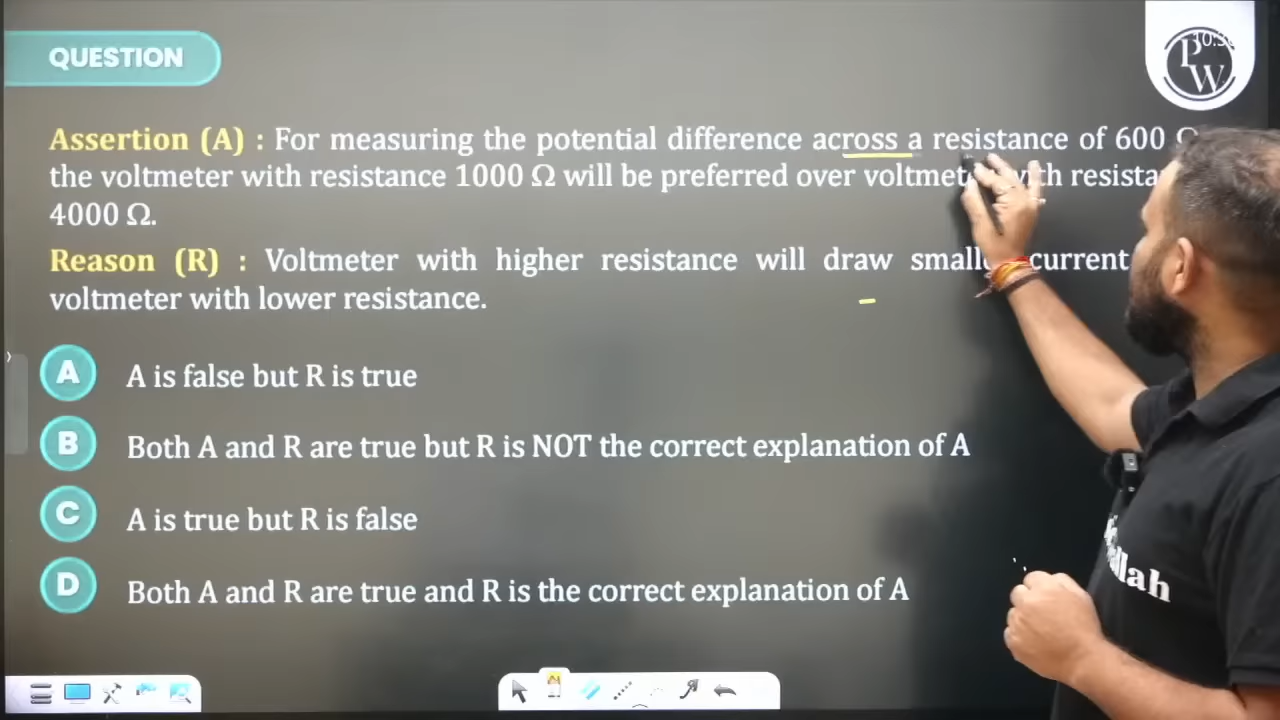 QUESTION
10:3
P
W
Assertion (A) : For measuring the potential difference across a resistance of 600
the voltmeter with resistance 1000 Ω will be preferred over
4000 Ω.
Reason (R) : Voltmeter with higher resistance will draw current
voltmeter with lower resistance.
A A is false but R is true
B Both A and R are true but R is NOT the correct explanation of A
C A is true but R is false
D Both A and R are true and R is the correct explanation of A